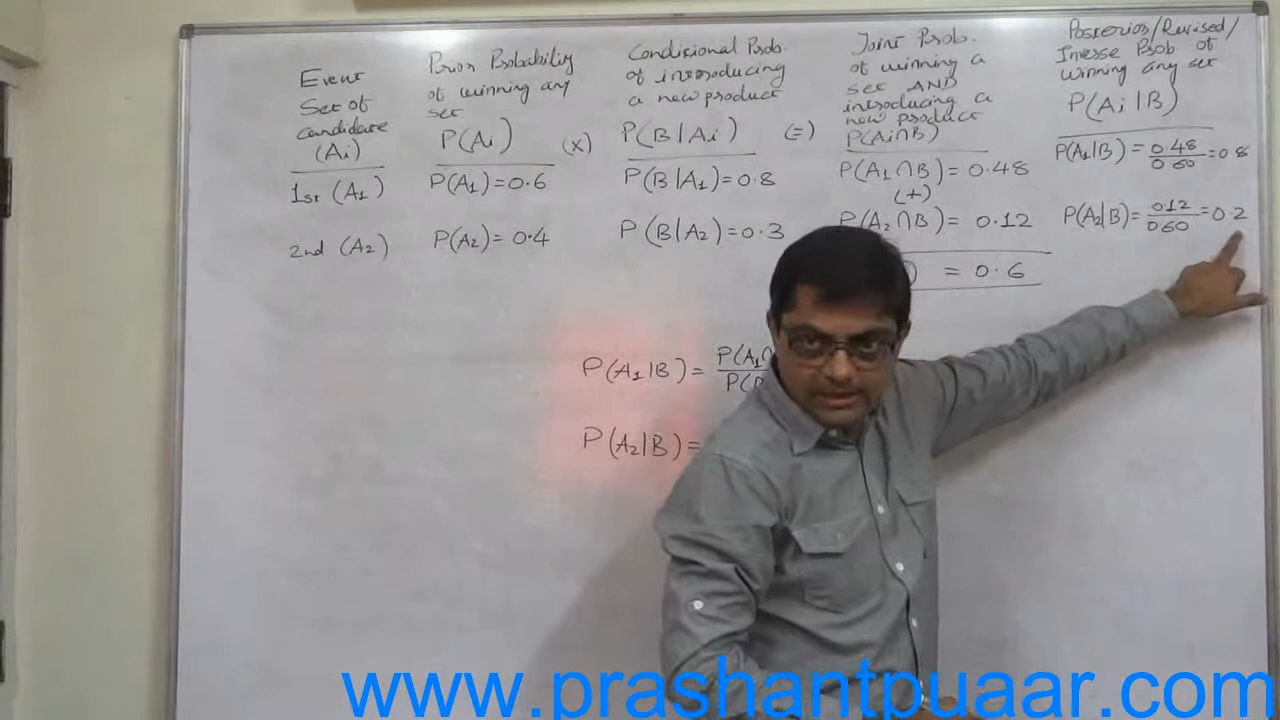 Event
Set of
candidate
(Ai)
1st (A1)
2nd (A2)
Prior Probability
of winning any
set
P(Ai)
(x)
P(A1)=0.6
P(A2)= 0.4
Conditional Prob.
of introducing
a new product
P(B|Ai)
(=)
P(B|A1)=0.8
P(B|A2)=0.3
Joint Prob.
of winning a
set AND
introducing a
new product
P(Ai∩B)
P(A1∩B) = 0.48
(+)
P(A2∩B) = 0.12
) = 0.6
Posterior/Revised/
Inverse Prob of
winning any set
P(Ai|B)
P(A1|B) = 0.48/0.60 = 0.8
P(A2|B) = 0.12/0.60 = 0.2
P(A1|B) = P(A1∩/P(
P(A2|B) =
www.prashantpuaar.com